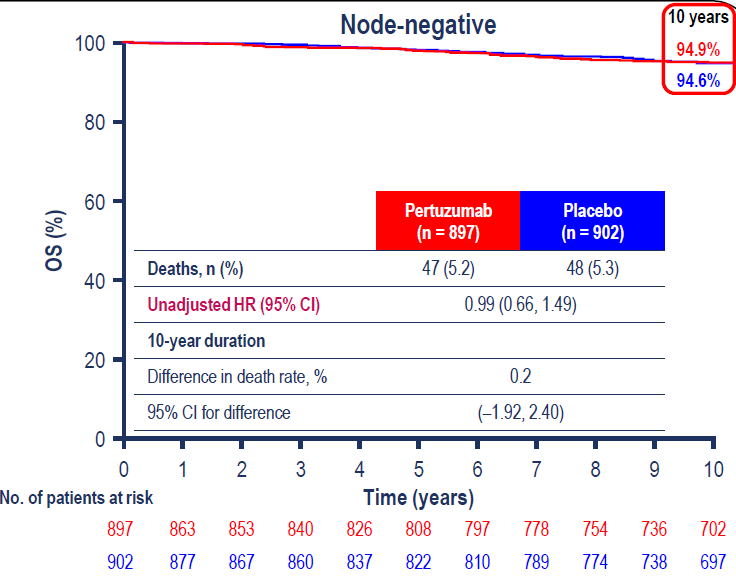 Node-negative
10 years
94.9%
94.6%
100
80
60
40
20
0
OS (%)
Pertuzumab (n = 897) Placebo (n = 902)
Deaths, n (%) 47 (5.2) 48 (5.3)
Unadjusted HR (95% CI) 0.99 (0.66, 1.49)
10-year duration
Difference in death rate, % 0.2
95% CI for difference (–1.92, 2.40)
0 1 2 3 4 5 6 7 8 9 10
No. of patients at risk Time (years)
897 863 853 840 826 808 797 778 754 736 702
902 877 867 860 837 822 810 789 774 738 697